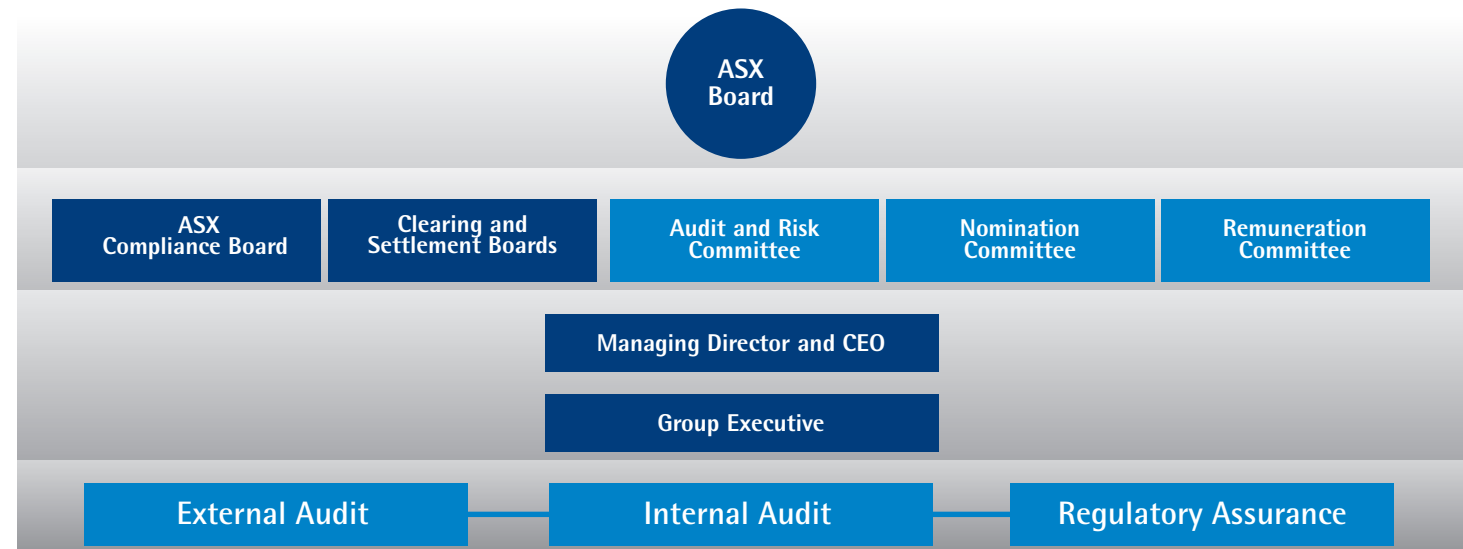 ASX
Board
ASX
Compliance Board
Clearing and
Settlement Boards
Audit and Risk
Committee
Nomination
Committee
Remuneration
Committee
Managing Director and CEO
Group Executive
External Audit
Internal Audit
Regulatory Assurance